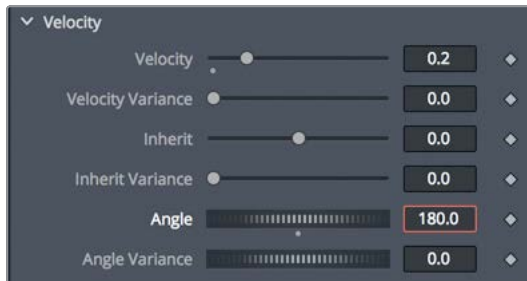 Velocity
Velocity 0.2
Velocity Variance 0.0
Inherit 0.0
Inherit Variance 0.0
Angle 180.0
Angle Variance 0.0